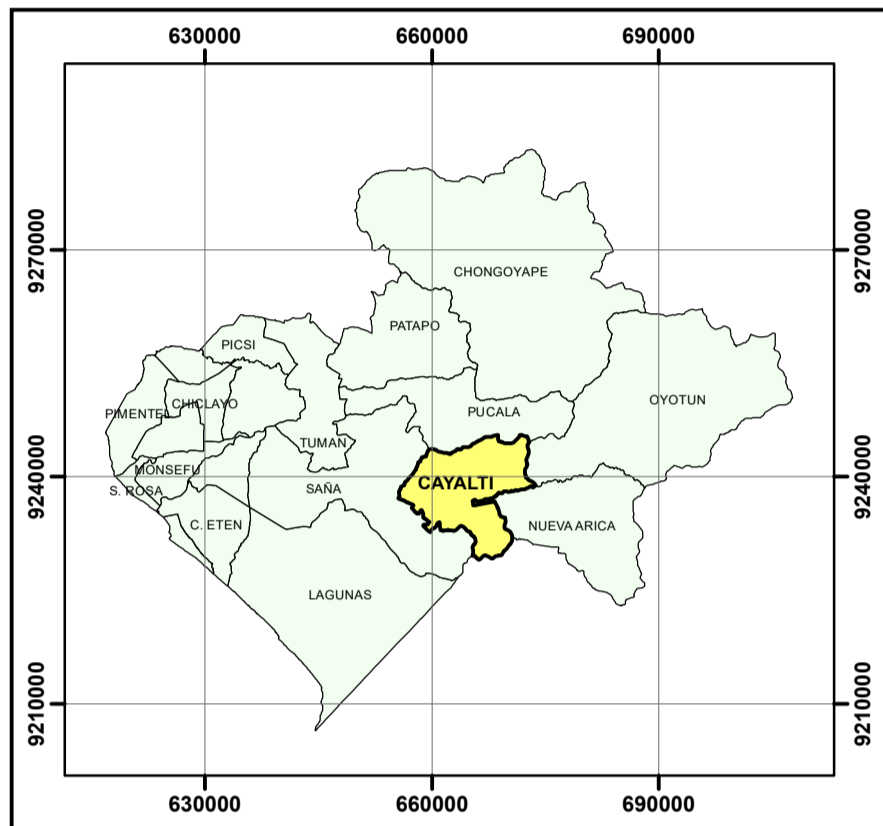 630000 660000 690000
9270000 9270000
CHONGOYAPE
PATAPO
PICSI
OYOTUN
PIMENTEL CHICLAYO
PUCALA
TUMAN
MONSEFU
9240000 9240000
S. ROSA
SAÑA
CAYALTI
C. ETEN
NUEVA ARICA
LAGUNAS
9210000 9210000
630000 660000 690000